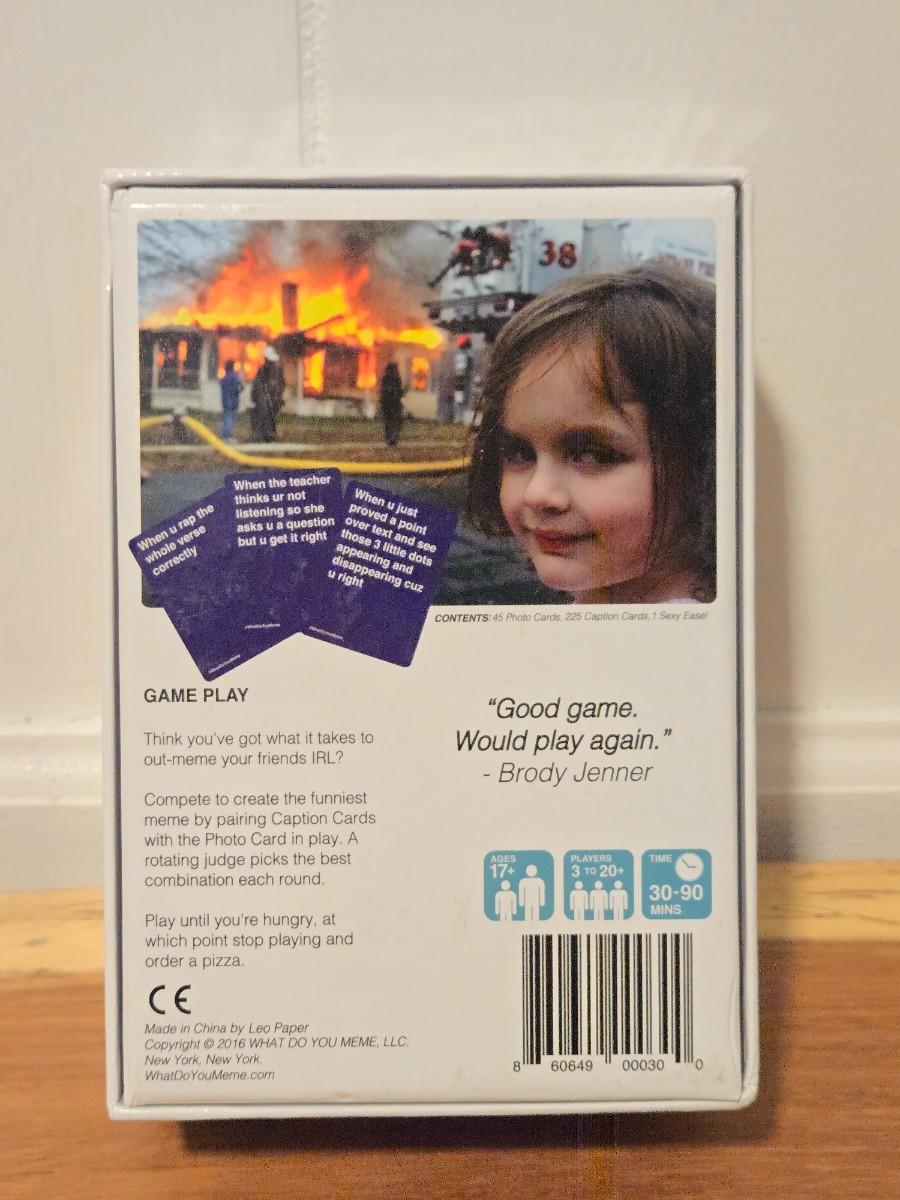 38
When u rap the
whole verse
correctly
When the teacher
thinks ur not
listening so she
asks u a question
but u get it right
When u just
proved a point
over text and see
those 3 little dots
appearing and
disappearing cuz
u right
CONTENTS: 45 Photo Cards, 225 Caption Cards, 1 Sexy Easel
GAME PLAY
Think you've got what it takes to
out-meme your friends IRL?
Compete to create the funniest
meme by pairing Caption Cards
with the Photo Card in play. A
rotating judge picks the best
combination each round.
Play until you're hungry, at
which point stop playing and
order a pizza.
CE
Made in China by Leo Paper
Copyright © 2016 WHAT DO YOU MEME, LLC.
New York, New York.
WhatDoYouMeme.com
“Good game.
Would play again.”
- Brody Jenner
AGES
17+
PLAYERS
3 TO 20+
TIME
30-90
MINS
8 60649 00030 0